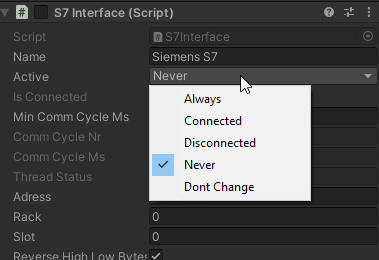 S7 Interface (Script)
Script S7Interface
Name Siemens S7
Active Never
Always
Is Connected
Connected
Min Comm Cycle Ms
Comm Cycle Nr
Disconnected
Comm Cycle Ms
Never
Thread Status
Dont Change
Adress
Rack 0
Slot 0
Reverse High Low Bytes